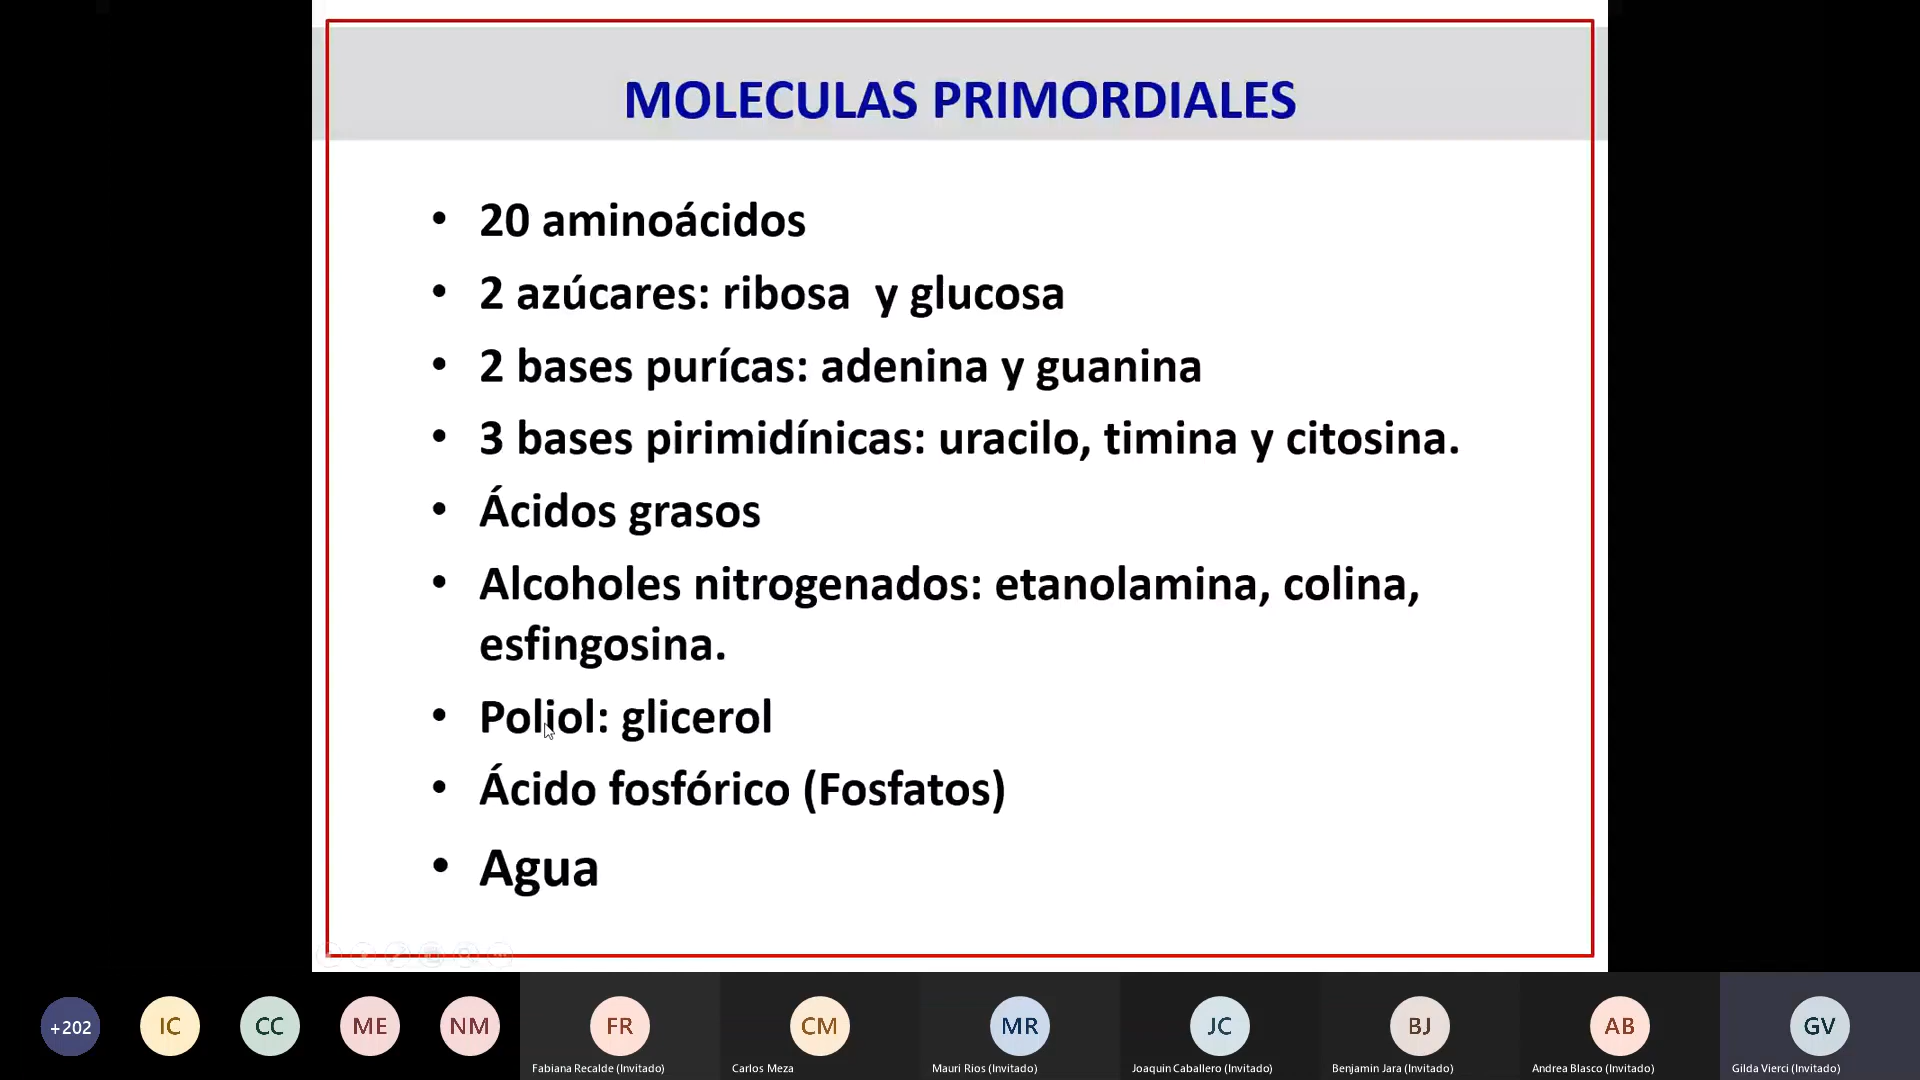 MOLECULAS PRIMORDIALES
• 20 aminoácidos
• 2 azúcares: ribosa  y glucosa
• 2 bases purícas: adenina y guanina
• 3 bases pirimidínicas: uracilo, timina y citosina.
• Ácidos grasos
• Alcoholes nitrogenados: etanolamina, colina,
esfingosina.
• Poliol: glicerol
• Ácido fosfórico (Fosfatos)
• Agua
+202 IC CC ME NM FR CM MR JC BJ AB GV
Fabiana Recalde (Invitado) Carlos Meza Mauri Rios (Invitado) Joaquin Caballero (Invitado) Benjamin Jara (Invitado) Andrea Blasco (Invitado) Gilda Vierci (Invitado)